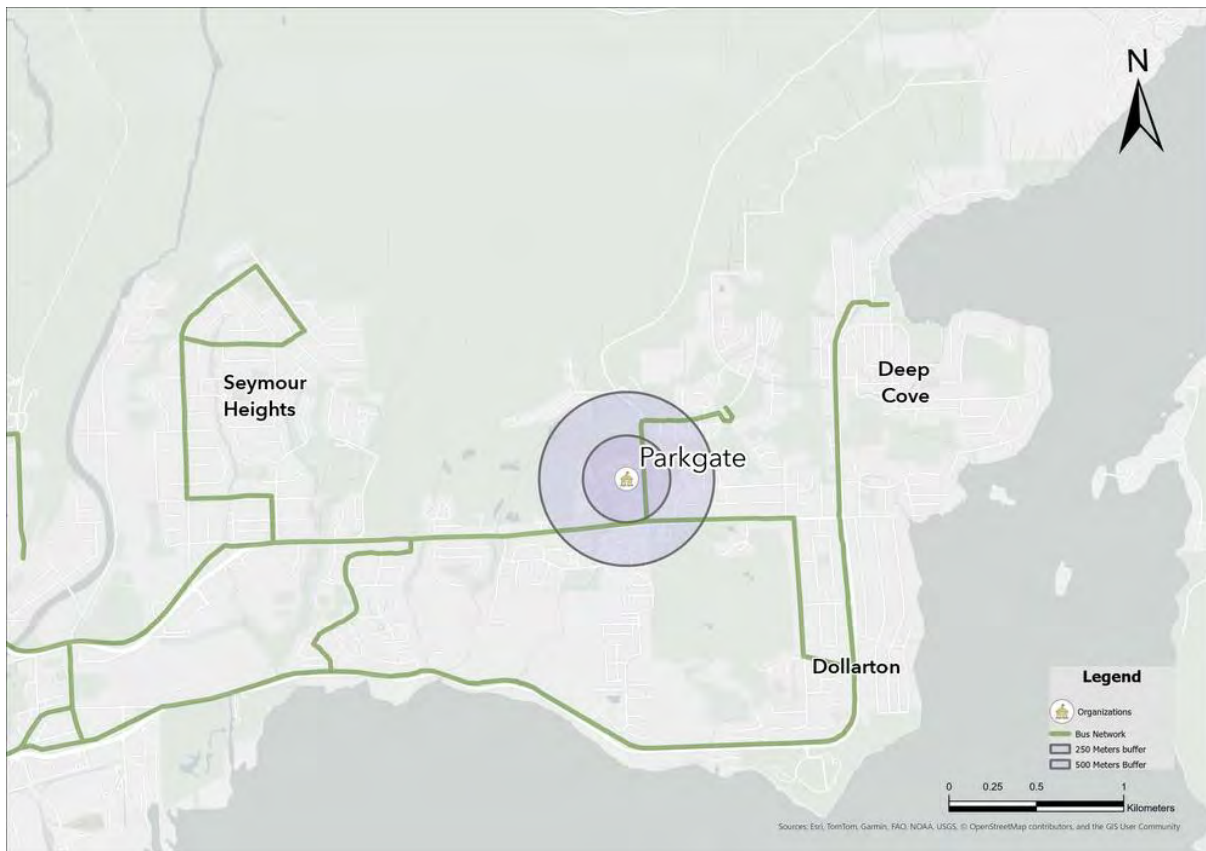 N
Seymour
Heights
Deep
Cove
Parkgate
Dollarton
Legend
Organizations
Bus Network
250 Meters buffer
500 Meters Buffer
0 0.25 0.5 1
Kilometers
Sources: Esri, TomTom, Garmin, FAO, NOAA, USGS, © OpenStreetMap contributors, and the GIS User Community